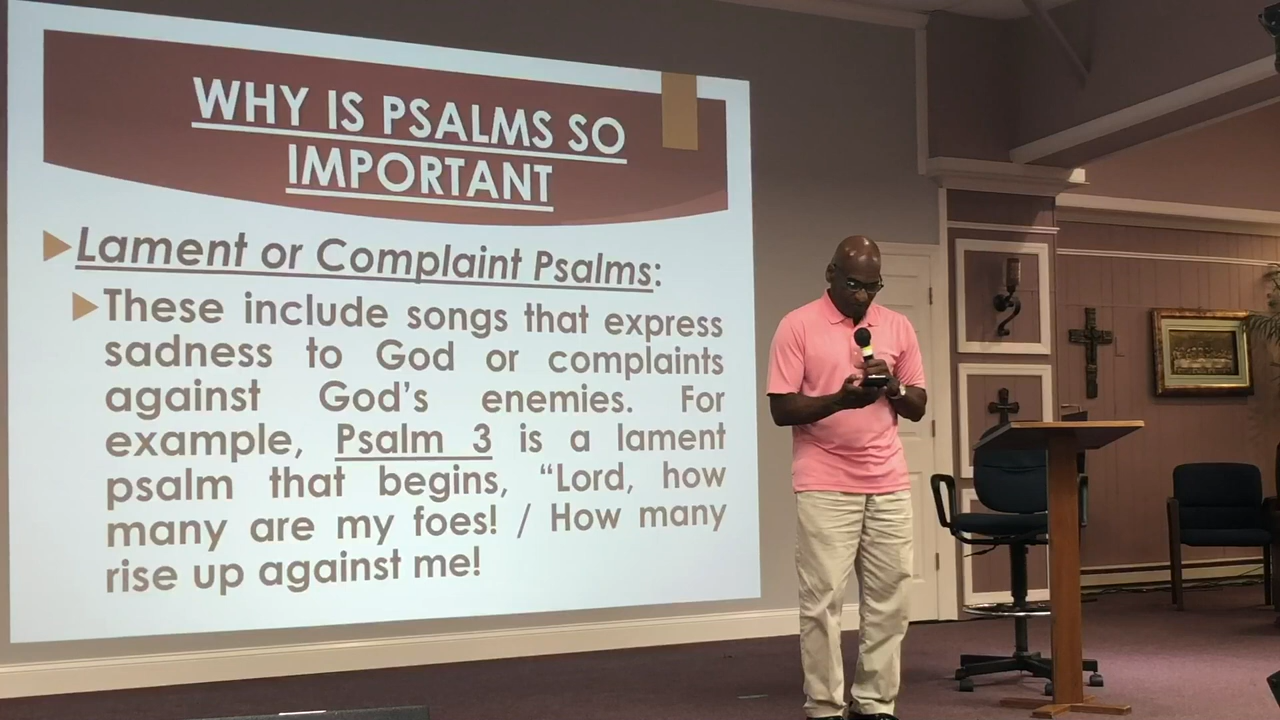 WHY IS PSALMS SO
IMPORTANT
Lament or Complaint Psalms:
These include songs that express
sadness to God or complaints
against God's enemies. For
example, Psalm 3 is a lament
psalm that begins, “Lord, how
many are my foes! / How many
rise up against me!